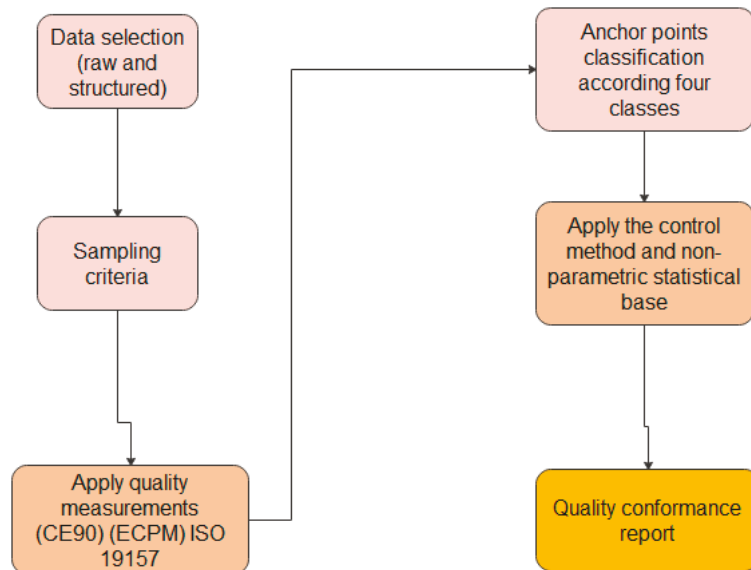 Data selection
(raw and
structured)
Sampling
criteria
Apply quality
measurements
(CE90) (ECPM) ISO
19157
Anchor points
classification
according four
classes
Apply the control
method and non-
parametric statistical
base
Quality conformance
report